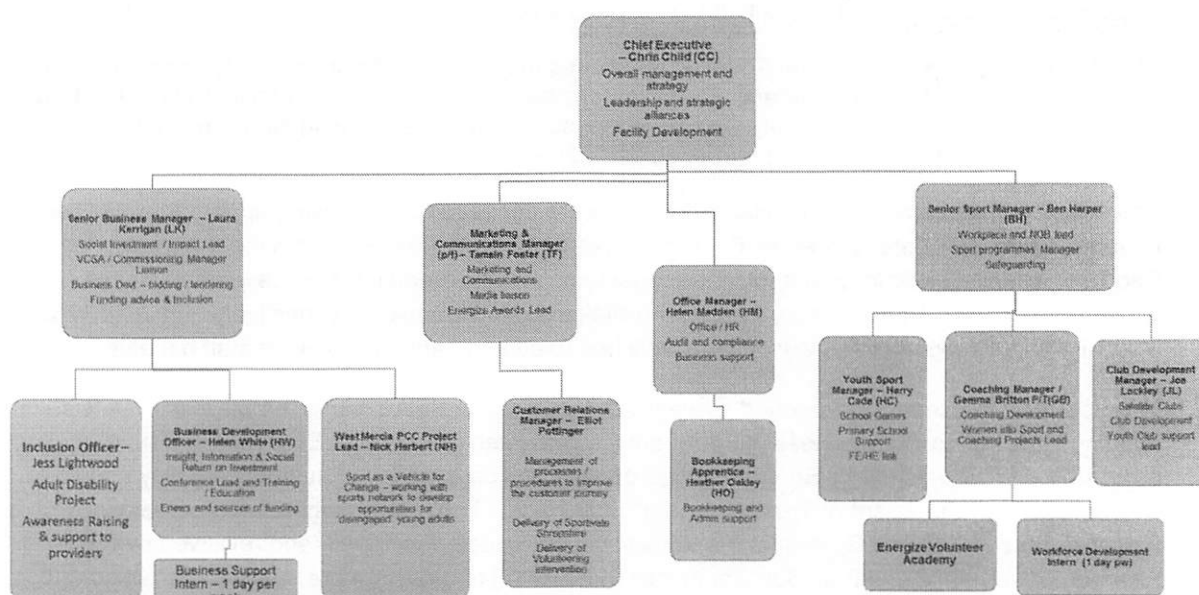 Chief Executive
– Chris Child (CC)
Overall management and
strategy
Leadership and strategic
alliances
Facility Development
Senior Business Manager – Laura
Kerrigan (LK)
Social Investment / Impact Lead
VCSA / Commissioning Manager
Liaison
Business Devt – bidding / tendering
Funding advice & Inclusion
Marketing &
Communications Manager
(p/t) – Tamsin Foster (TF)
Marketing and
Communications
Media liaison
Energize Awards Lead
Office Manager –
Helen Madden (HM)
Office / HR
Audit and compliance
Business support
Senior Sport Manager – Ben Harper
(BH)
Workplace and NGB lead
Sport programmes Manager
Safeguarding
Inclusion Officer –
Jess Lightwood
Adult Disability
Project
Awareness Raising
& support to
providers
Business Development
Officer – Helen White (HW)
Insight, Information & Social
Return on Investment
Conference Lead and Training /
Education
and sources of funding
Business Support
Intern – 1 day per
West Mercia PCC Project
Lead – Nick Herbert (NH)
Sport as a Vehicle for
Change – working with
sports network to develop
opportunities for
'disengaged' young adults
Customer Relations
Manager – Elliot
Pottinger
Management of
processes /
procedures to improve
the customer journey
Delivery of Sportivate
Shropshire
Delivery of
Volunteering
intervention
Bookkeeping
Apprentice –
Heather Oakley
(HO)
Bookkeeping and
Admin support
Youth Sport
Manager – Harry
Cade (HC)
School Games
Primary School
Support
FE/HE link
Coaching Manager /
Gemma Britton P/T(GB)
Coaching Development
Women into Sport and
Coaching Projects Lead
Club Development
Manager – Joe
Lockley (JL)
Satellite Clubs
Club Development
Youth Club support
lead
Energize Volunteer
Academy
Workforce Development
Intern (1 day pw)